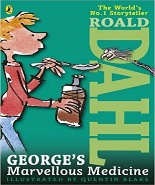 The World's
No.1 Storyteller
ROALD
DAHL
GEORGE'S
MARVELLOUS MEDICINE
ILLUSTRATED BY QUENTIN BLAKE